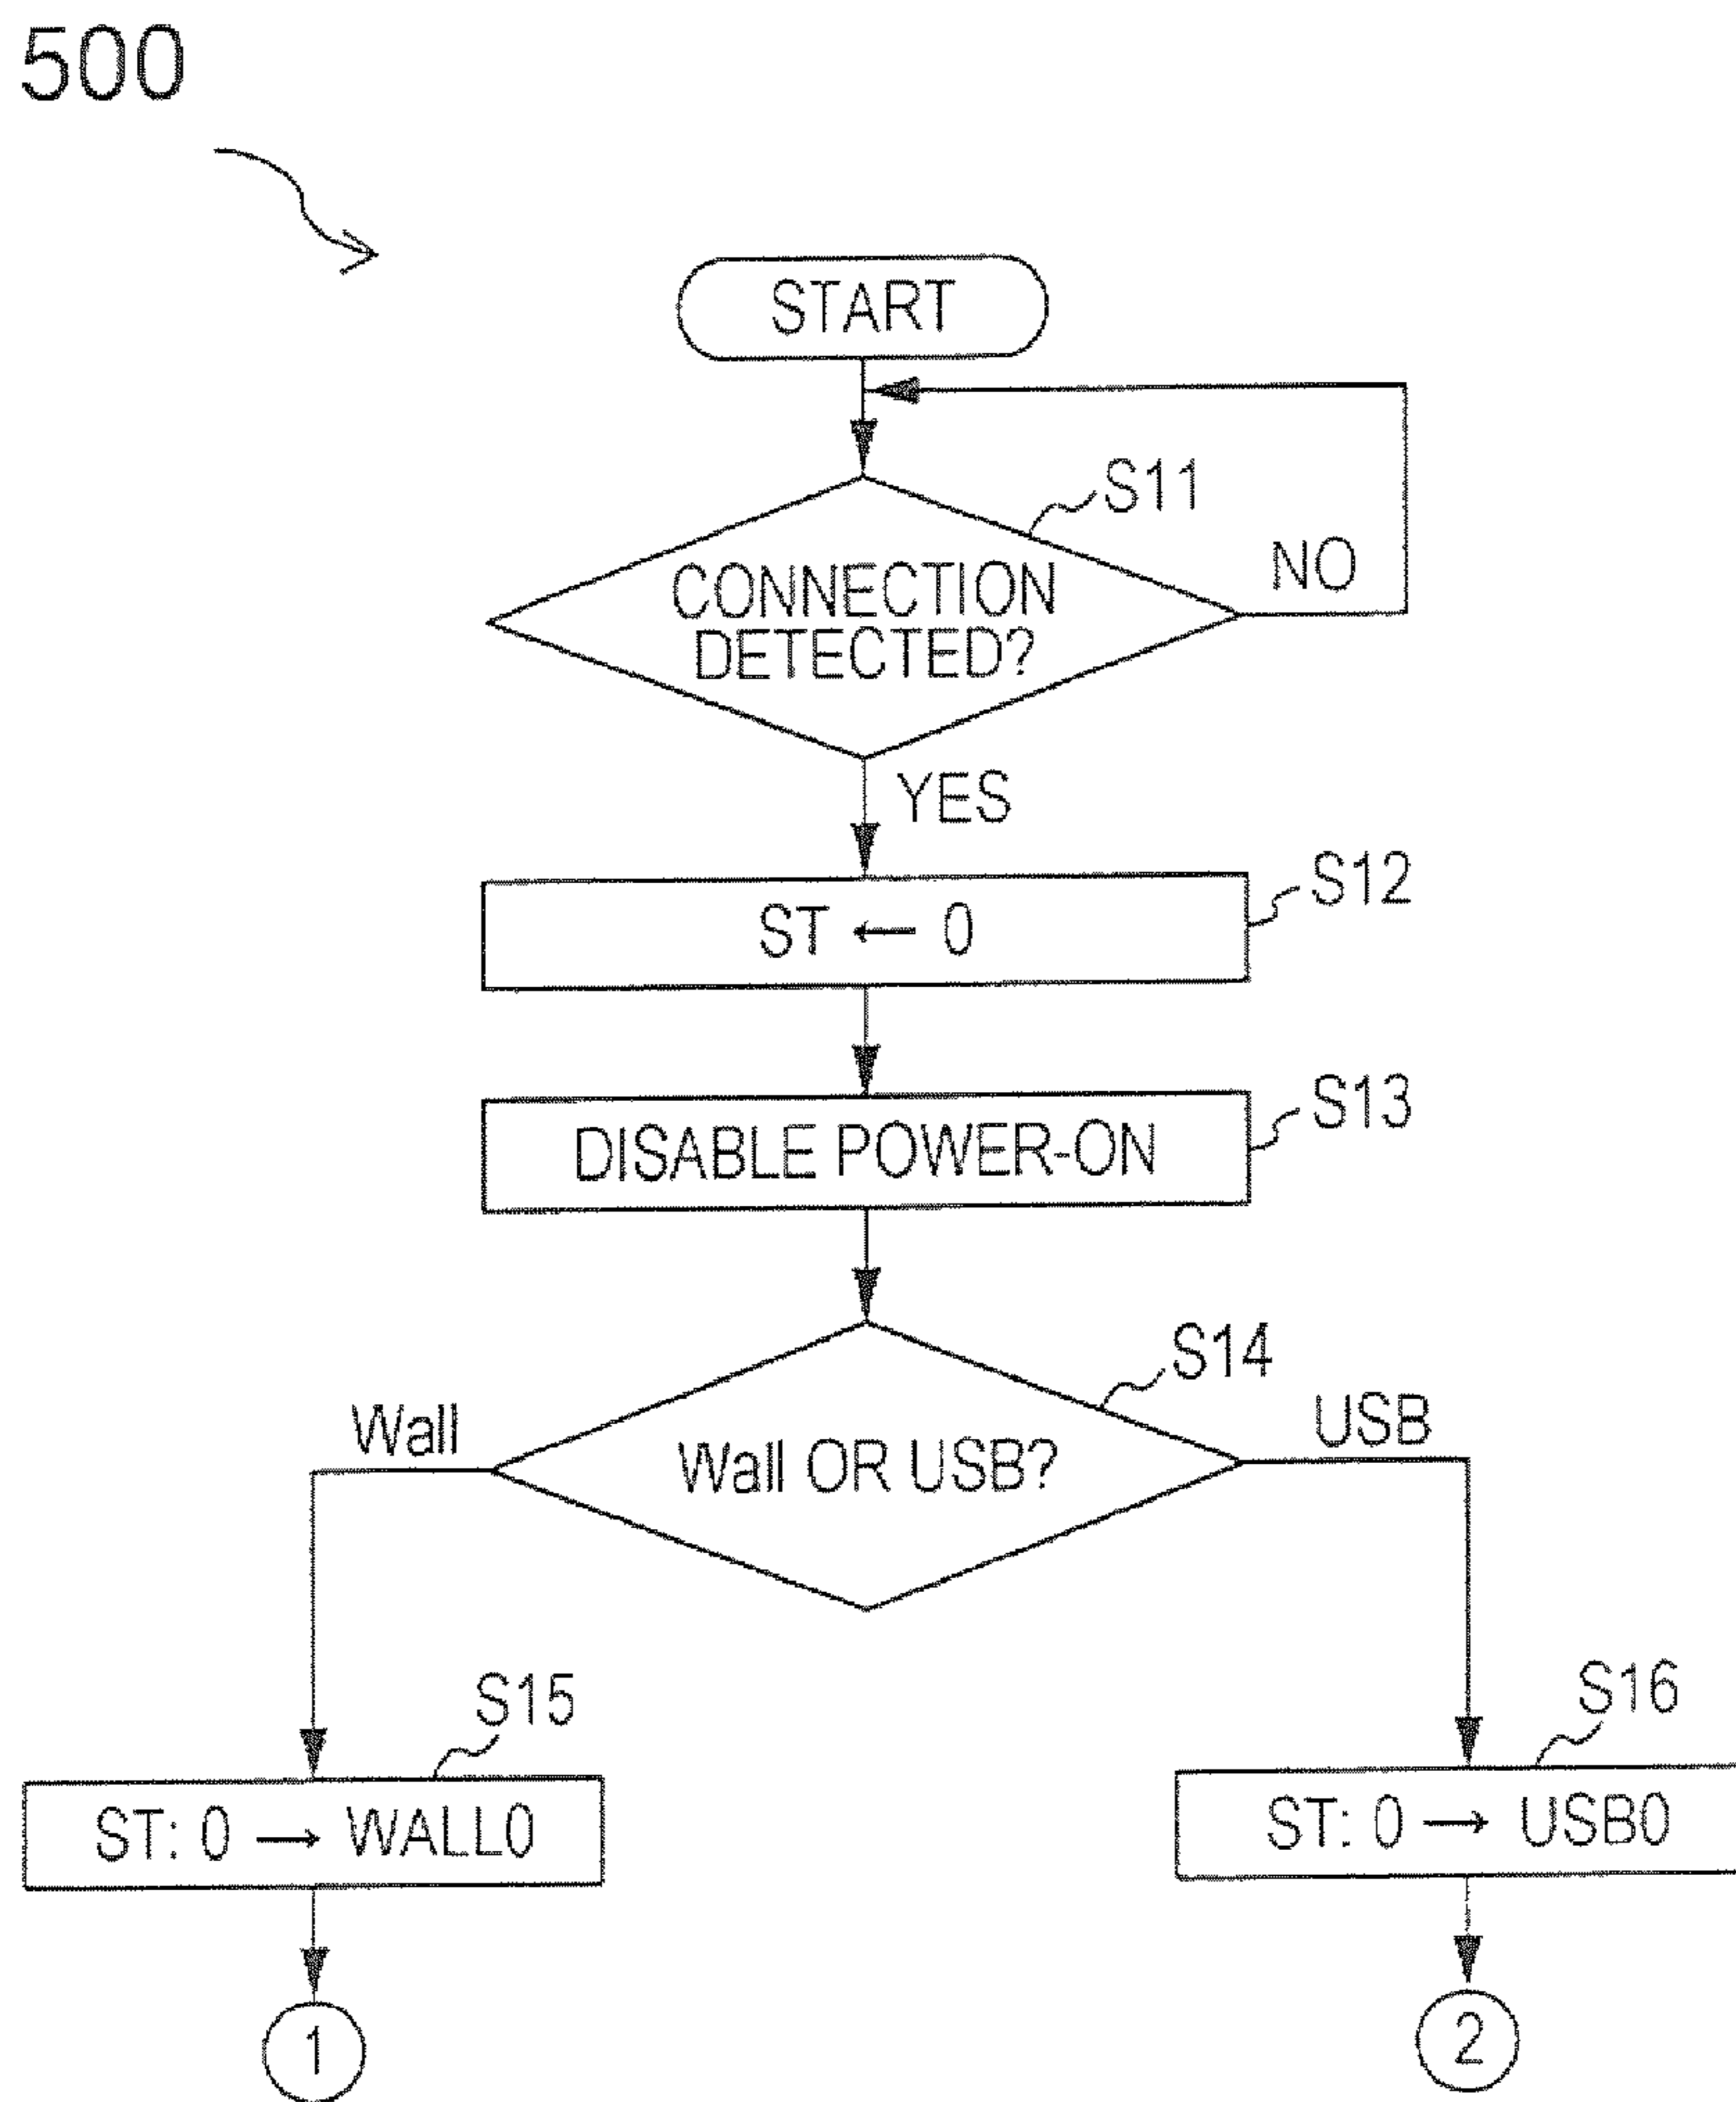 500
START
S11
CONNECTION
DETECTED?
NO
YES
S12
ST ← 0
S13
DISABLE POWER-ON
S14
Wall
Wall OR USB?
USB
S15
ST: 0 → WALL0
S16
ST: 0 → USB0
1
2